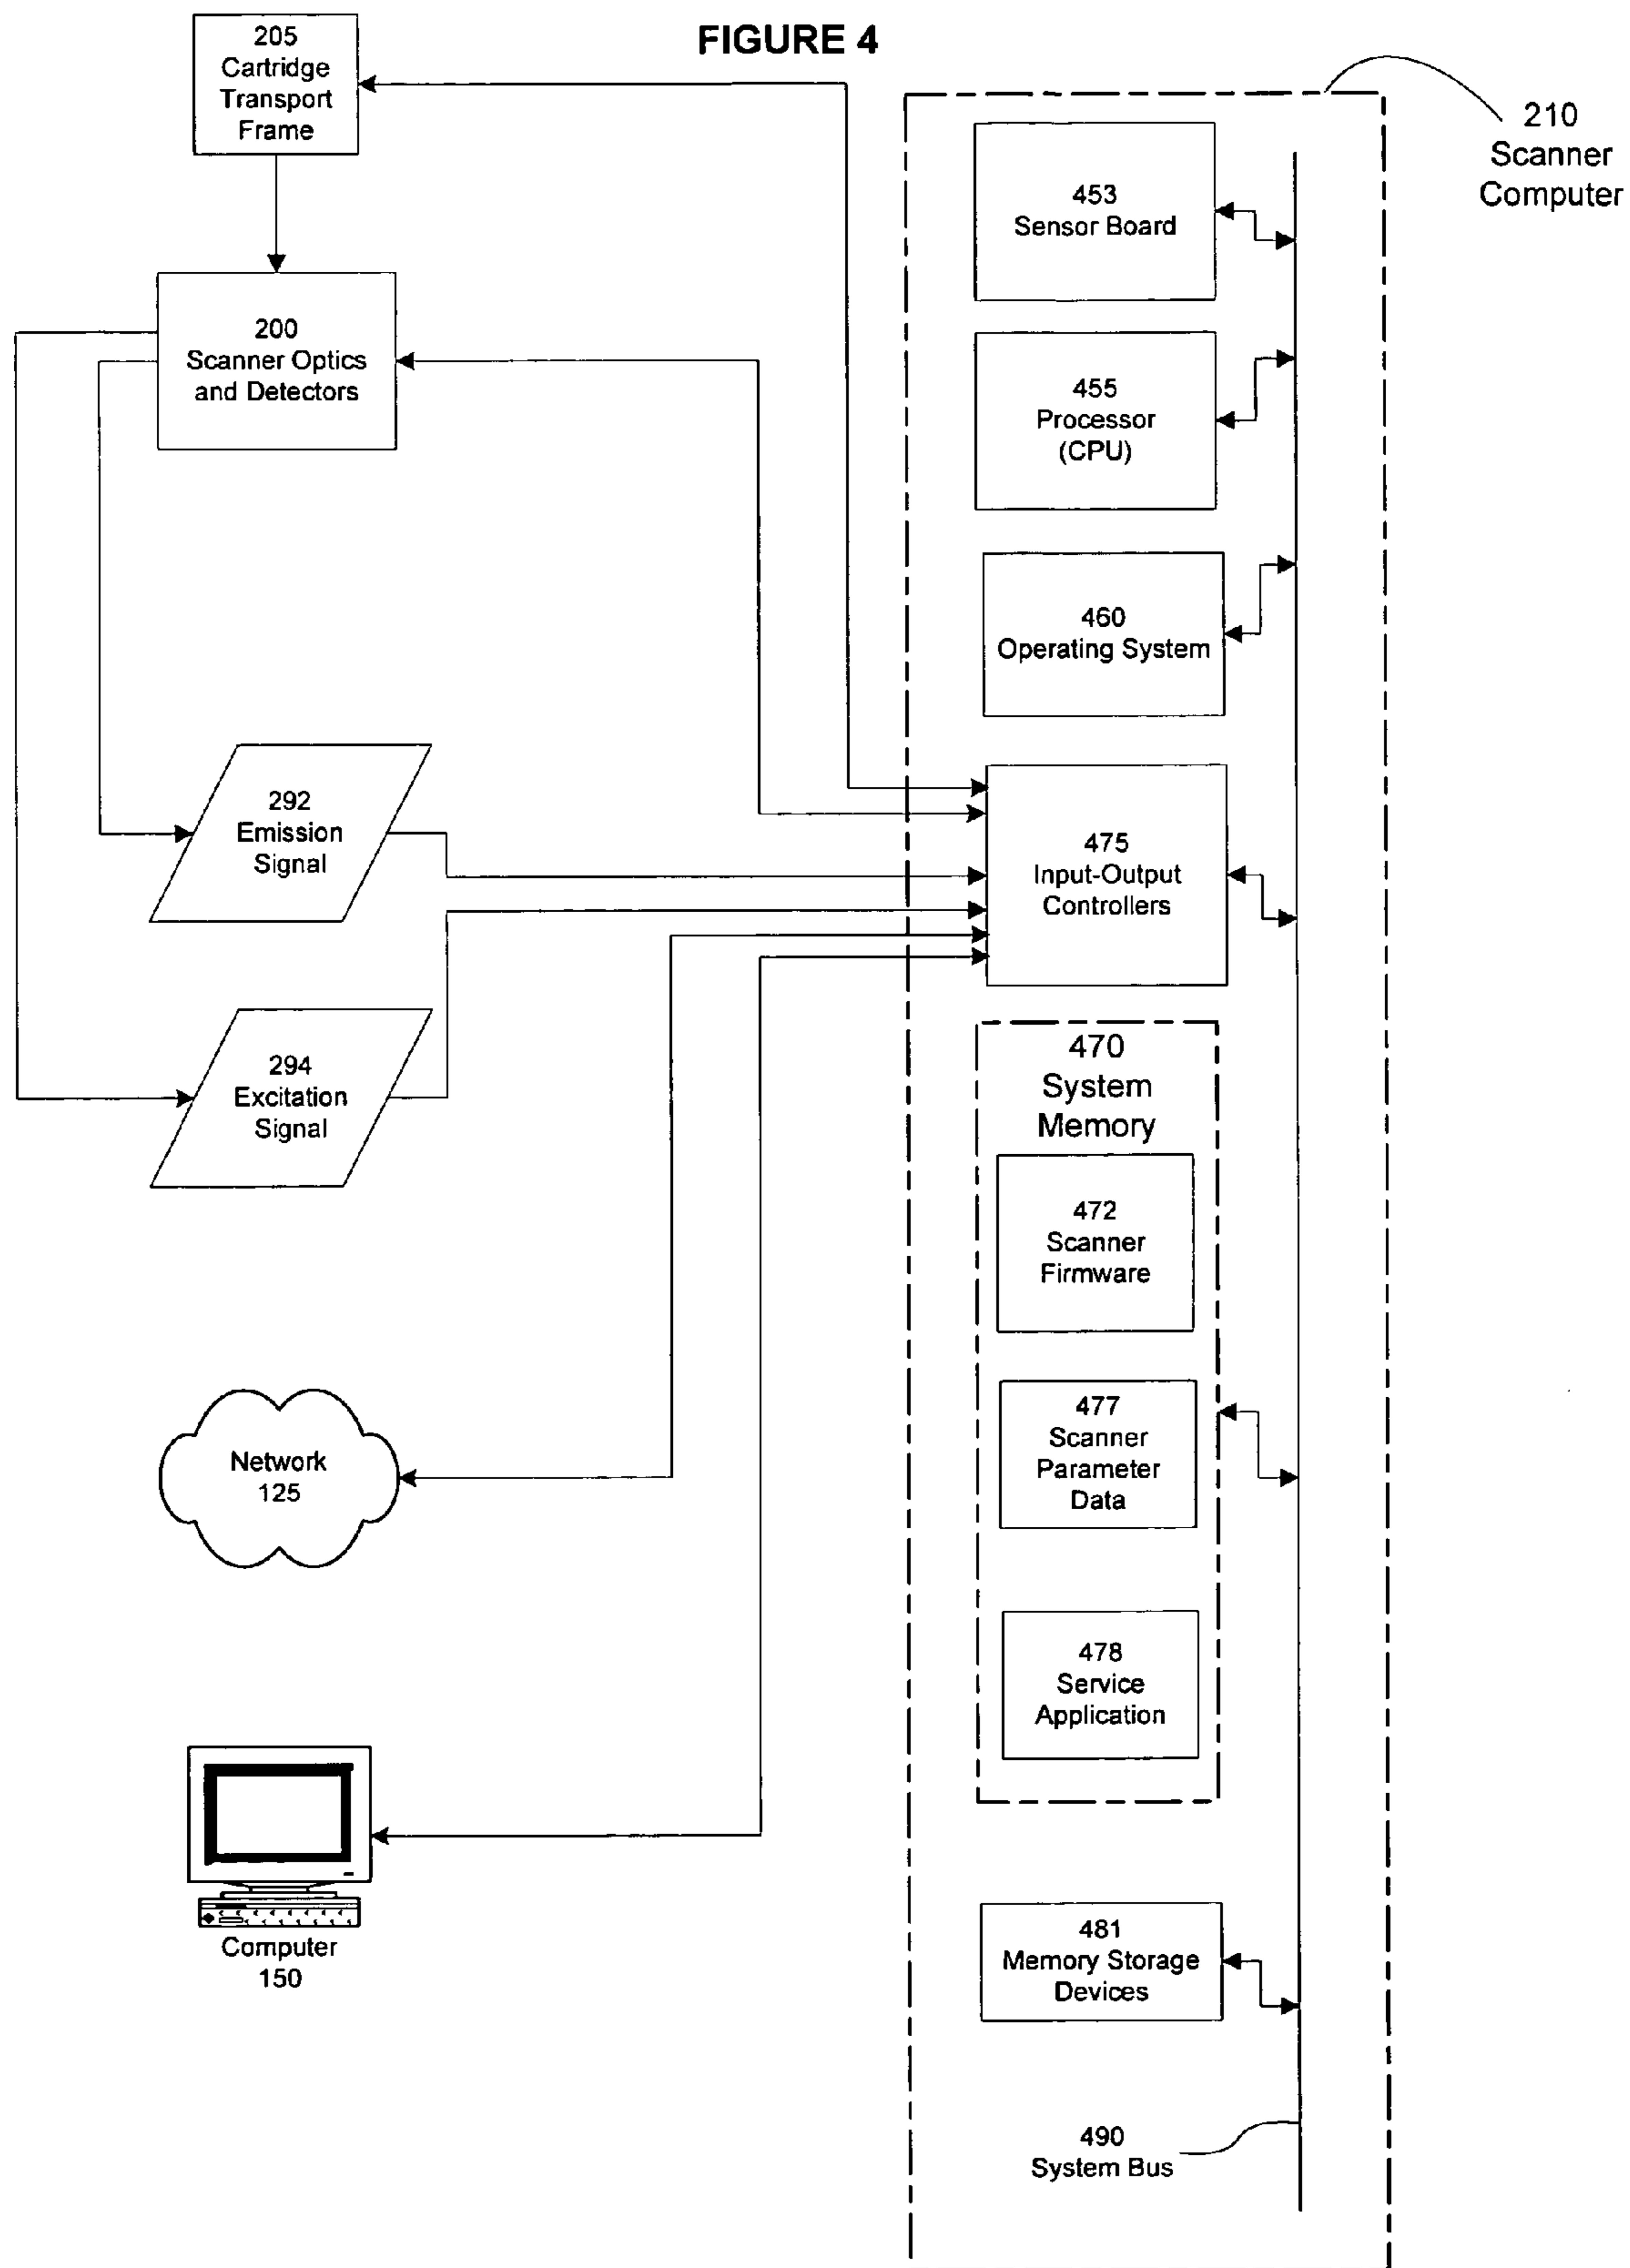 FIGURE 4
205
Cartridge
Transport
Frame
210
Scanner
Computer
453
Sensor Board
200
Scanner Optics
and Detectors
455
Processor
(CPU)
460
Operating System
292
Emission
Signal
475
Input-Output
Controllers
294
Excitation
Signal
470
System
Memory
472
Scanner
Firmware
477
Scanner
Parameter
Data
Network
125
478
Service
Application
Computer
150
481
Memory Storage
Devices
490
System Bus